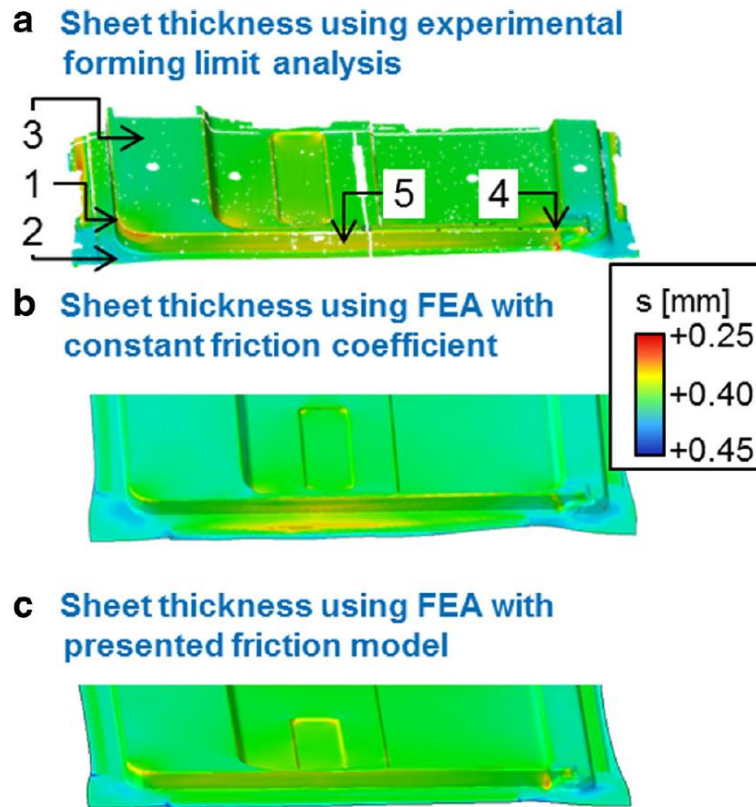 a Sheet thickness using experimental
forming limit analysis
3
1
2
5
4
b Sheet thickness using FEA with
constant friction coefficient
s [mm]
+0.25
+0.40
+0.45
c Sheet thickness using FEA with
presented friction model